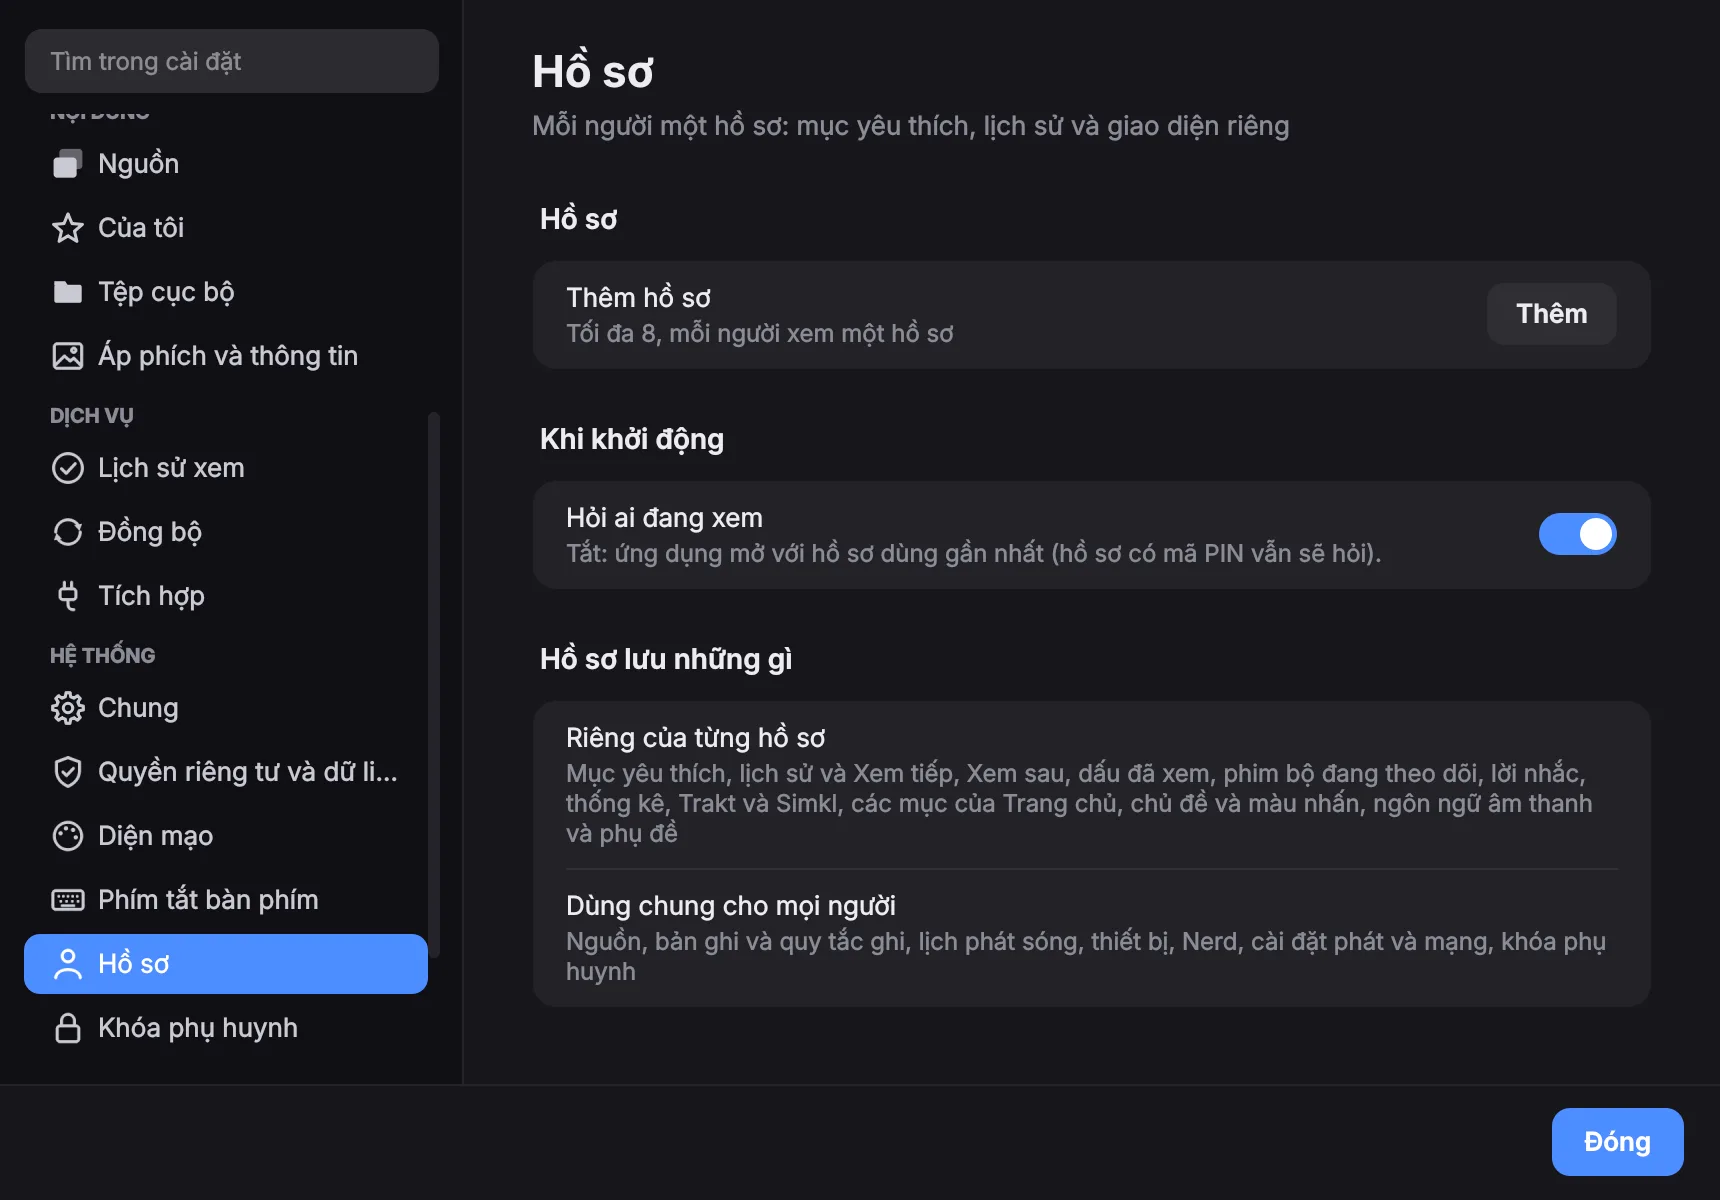 Tìm trong cài đặt
Nguồn
Của tôi
Tệp cục bộ
Áp phích và thông tin
DỊCH VỤ
Lịch sử xem
Đồng bộ
Tích hợp
HỆ THỐNG
Chung
Quyền riêng tư và dữ li...
Diện mạo
Phím tắt bàn phím
Hồ sơ
Khóa phụ huynh
Hồ sơ
Mỗi người một hồ sơ: mục yêu thích, lịch sử và giao diện riêng
Hồ sơ
Thêm hồ sơ
Tối đa 8, mỗi người xem một hồ sơ
Thêm
Khi khởi động
Hỏi ai đang xem
Tắt: ứng dụng mở với hồ sơ dùng gần nhất (hồ sơ có mã PIN vẫn sẽ hỏi).
Hồ sơ lưu những gì
Riêng của từng hồ sơ
Mục yêu thích, lịch sử và Xem tiếp, Xem sau, dấu đã xem, phim bộ đang theo dõi, lời nhắc,
thống kê, Trakt và Simkl, các mục của Trang chủ, chủ đề và màu nhấn, ngôn ngữ âm thanh
và phụ đề
Dùng chung cho mọi người
Nguồn, bản ghi và quy tắc ghi, lịch phát sóng, thiết bị, Nerd, cài đặt phát và mạng, khóa phụ
huynh
Đóng